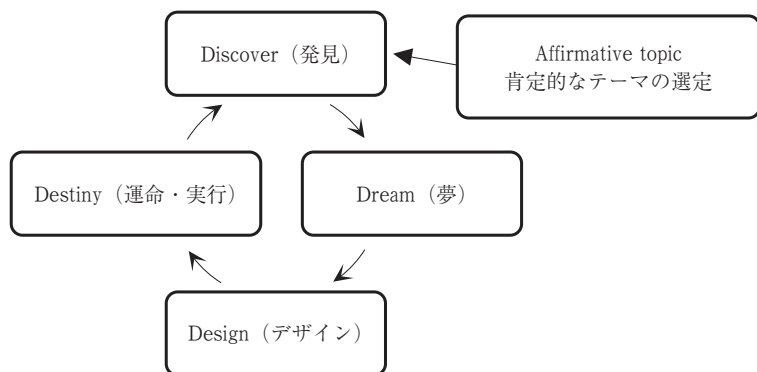 Discover（発見）
Affirmative topic
肯定的なテーマの選定
Destiny（運命・実行）
Dream（夢）
Design（デザイン）